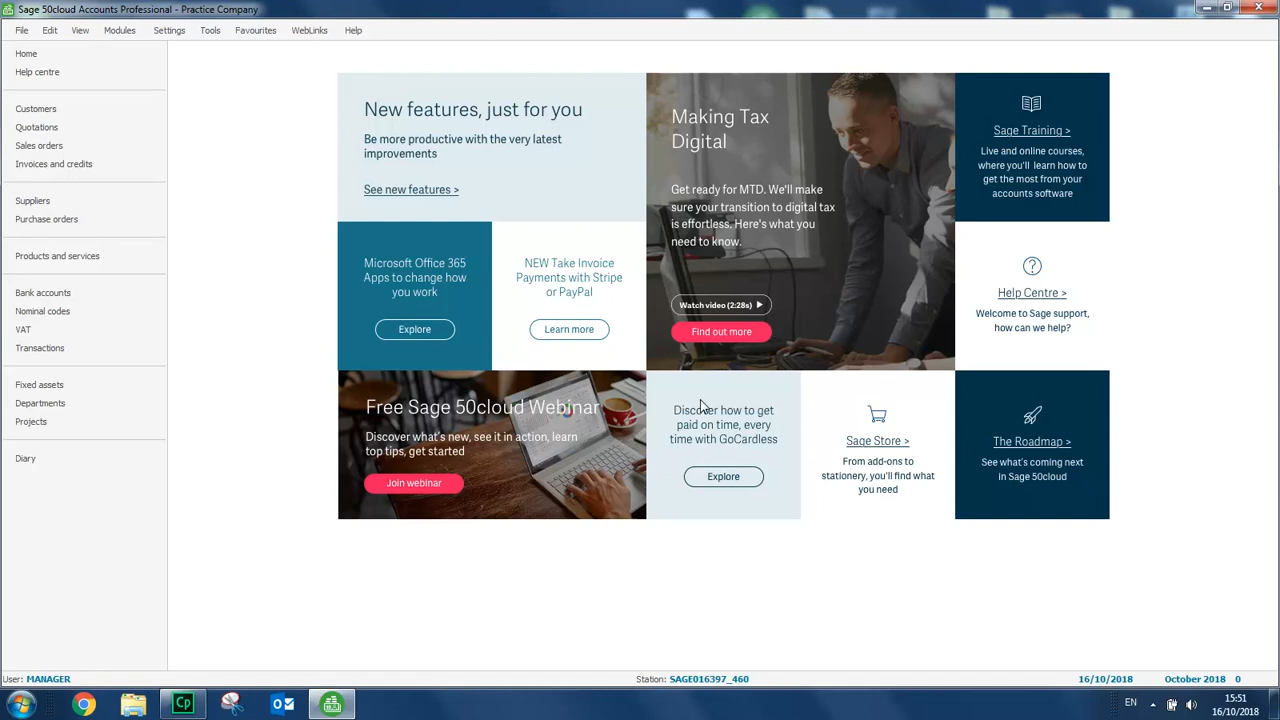 Sage 50cloud Accounts Professional - Practice Company
File Edit View Modules Settings Tools Favourites WebLinks Help
Home
Help centre
Customers
Quotations
Sales orders
Invoices and credits
Suppliers
Purchase orders
Products and services
Bank accounts
Nominal codes
VAT
Transactions
Fixed assets
Departments
Projects
Diary
New features, just for you
Be more productive with the very latest
improvements
See new features >
Making Tax
Digital
Get ready for MTD. We'll make
sure your transition to digital tax
is effortless. Here's what you
need to know.
Watch video (2:28s)
Find out more
Sage Training >
Live and online courses,
where you'll learn how to
get the most from your
accounts software
Microsoft Office 365
Apps to change how
you work
Explore
NEW Take Invoice
Payments with Stripe
or PayPal
Learn more
Help Centre >
Welcome to Sage support,
how can we help?
Free Sage 50cloud Webinar
Discover what's new, see it in action, learn
top tips, get started
Join webinar
Discover how to get
paid on time, every
time with GoCardless
Explore
Sage Store >
From add-ons to
stationery, you'll find what
you need
The Roadmap >
See what's coming next
in Sage 50cloud
User: MANAGER
Station: SAGE016397_460
16/10/2018
October 2018
0
Cp
EN
15:51
16/10/2018